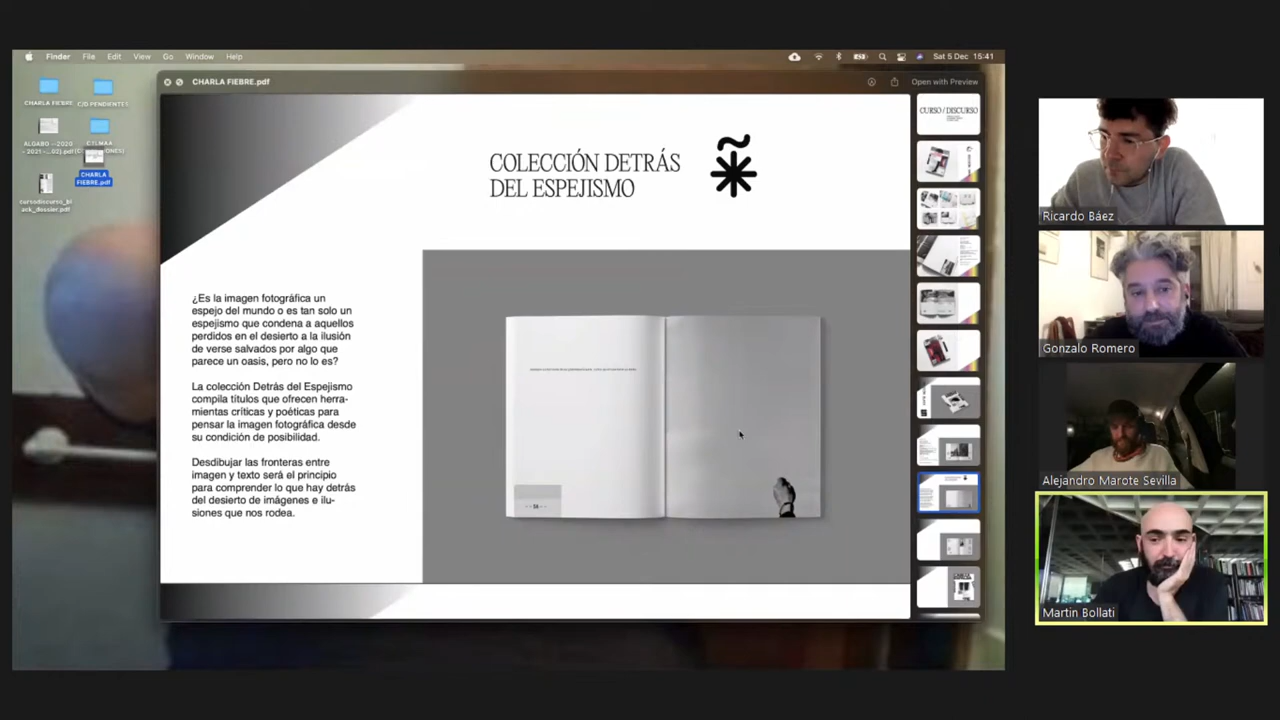 Finder File Edit View Go Window Help
Sat 5 Dec 15:41
CHARLA FIEBRE.pdf
Open with Preview
CHARLA FIEBRE
C/D PENDIENTES
CHARLA
FIEBRE.pdf
COLECCIÓN DETRÁS
DEL ESPEJISMO
¿Es la imagen fotográfica un
espejo del mundo o es tan solo un
espejismo que condena a aquellos
perdidos en el desierto a la ilusión
de verse salvados por algo que
parece un oasis, pero no lo es?
La colección Detrás del Espejismo
compila títulos que ofrecen herra-
mientas críticas y poéticas para
pensar la imagen fotográfica desde
su condición de posibilidad.
Desdibujar las fronteras entre
imagen y texto será el principio
para comprender lo que hay detrás
del desierto de imágenes e ilu-
siones que nos rodea.
CURSO / DISCURSO
Ricardo Báez
Gonzalo Romero
Alejandro Marote Sevilla
Martin Bollati